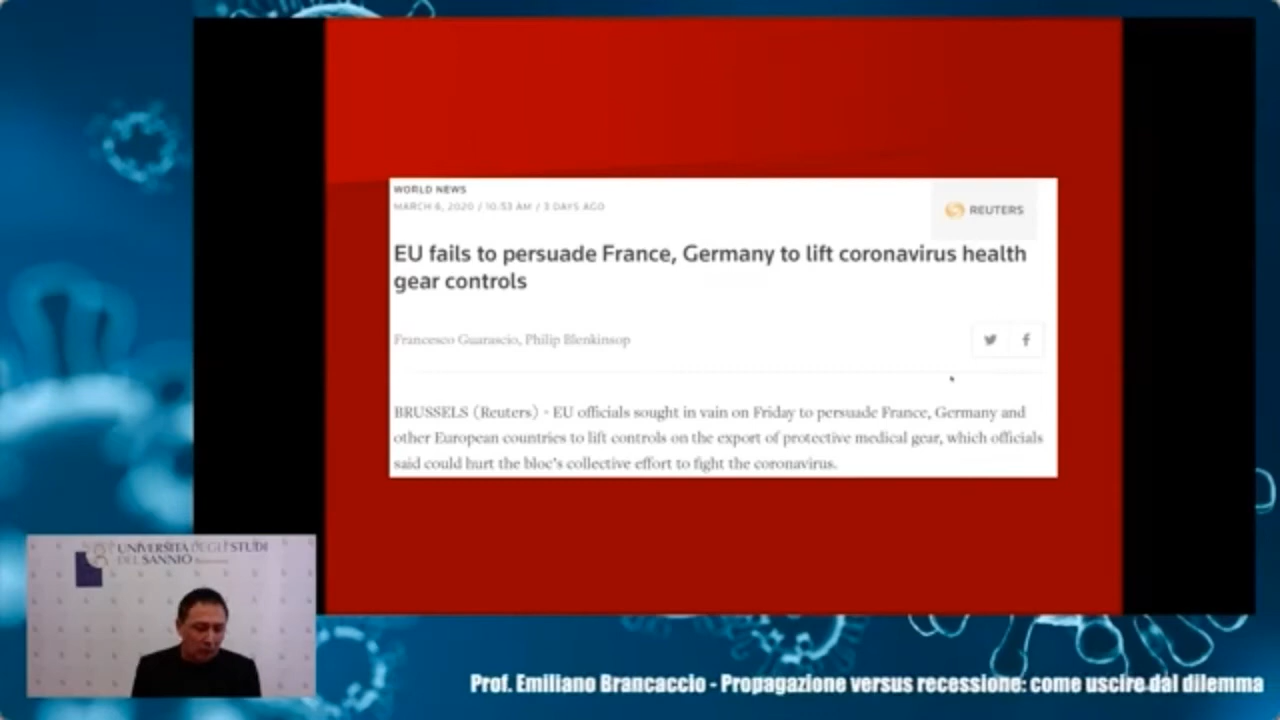 WORLD NEWS
MARCH 6, 2020 / 10:53 AM / 3 DAYS AGO
REUTERS
EU fails to persuade France, Germany to lift coronavirus health
gear controls
Francesco Guarascio, Philip Blenkinsop
BRUSSELS (Reuters) - EU officials sought in vain on Friday to persuade France, Germany and
other European countries to lift controls on the export of protective medical gear, which officials
said could hurt the bloc's collective effort to fight the coronavirus.
UNIVERSITÀ DEGLI STUDI
DEL SANNIO
Prof. Emiliano Brancaccio - Propagazione versus recessione: come uscire dal dilemma